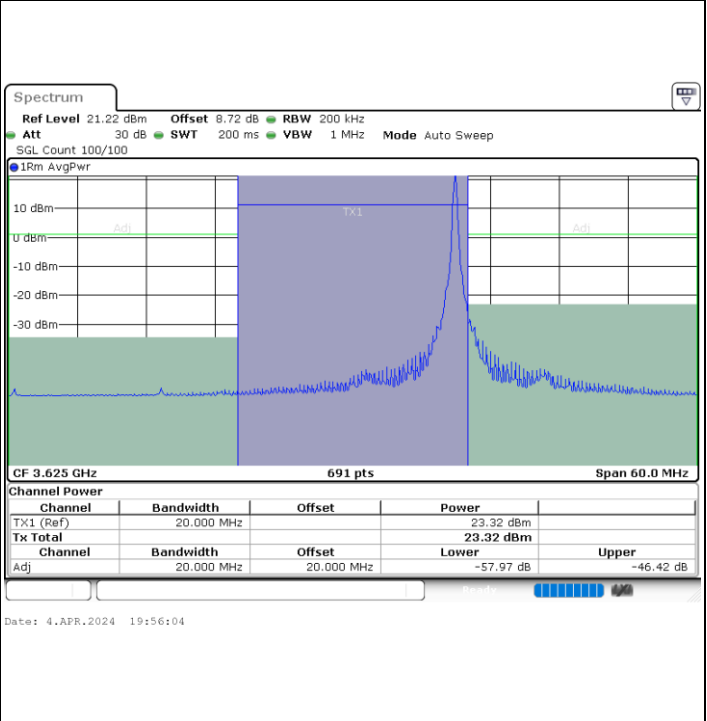 Spectrum
Ref Level 21.22 dBm Offset 8.72 dB RBW 200 kHz
Att 30 dB SWT 200 ms VBW 1 MHz Mode Auto Sweep
SGL Count 100/100
1Rm AvgPwr
10 dBm
TX1
Adj Adj
0 dBm
-10 dBm
-20 dBm
-30 dBm
CF 3.625 GHz 691 pts Span 60.0 MHz
Channel Power
Channel Bandwidth Offset Power
TX1 (Ref) 20.000 MHz 23.32 dBm
Tx Total 23.32 dBm
Channel Bandwidth Offset Lower Upper
Adj 20.000 MHz 20.000 MHz -57.97 dB -46.42 dB
Ready
Date: 4.APR.2024 19:56:04